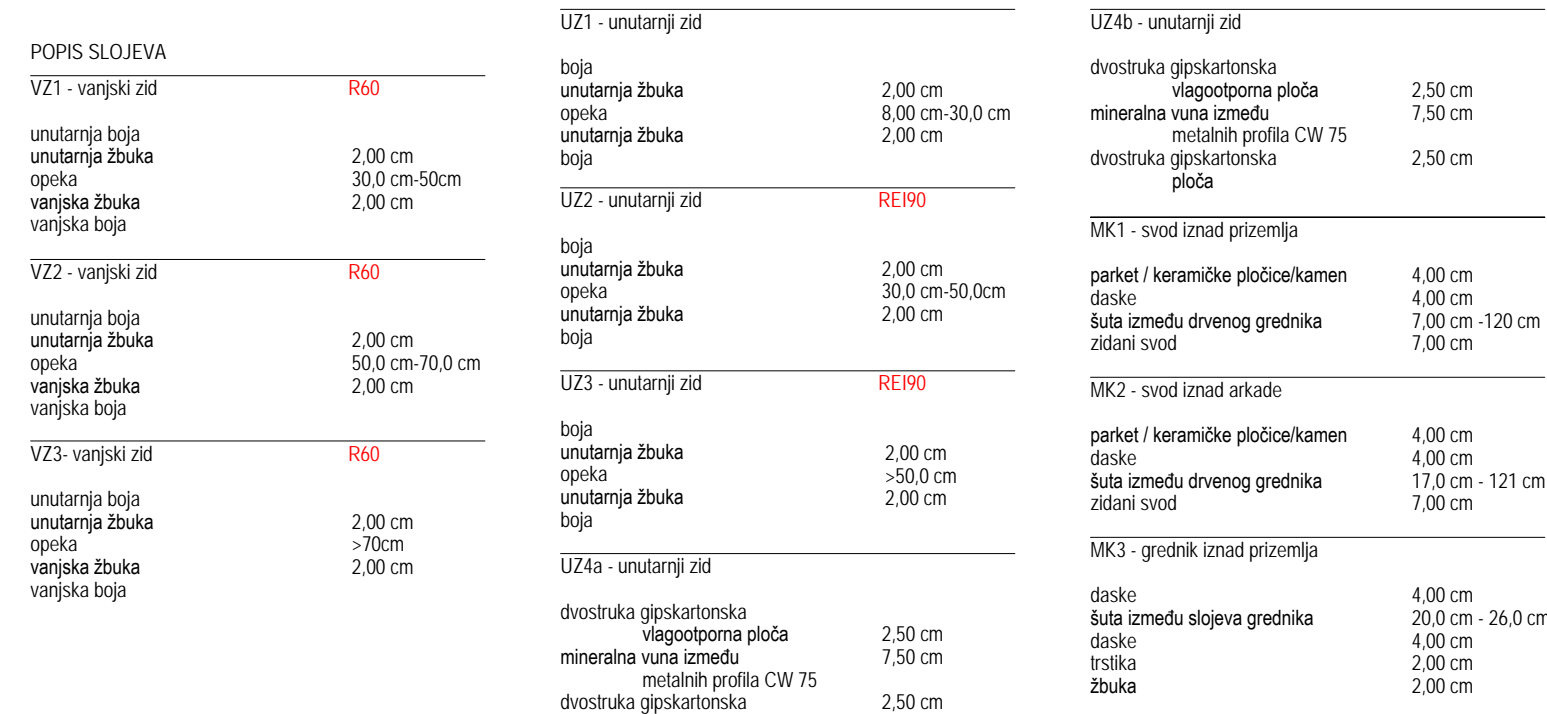 POPIS SLOJEVA
VZ1 - vanjski zid R60
unutarnja boja
unutarnja žbuka 2,00 cm
opeka 30,0 cm-50cm
vanjska žbuka 2,00 cm
vanjska boja
VZ2 - vanjski zid R60
unutarnja boja
unutarnja žbuka 2,00 cm
opeka 50,0 cm-70,0 cm
vanjska žbuka 2,00 cm
vanjska boja
VZ3- vanjski zid R60
unutarnja boja
unutarnja žbuka 2,00 cm
opeka >70cm
vanjska žbuka 2,00 cm
vanjska boja
UZ1 - unutarnji zid
boja
unutarnja žbuka 2,00 cm
opeka 8,00 cm-30,0 cm
unutarnja žbuka 2,00 cm
boja
UZ2 - unutarnji zid REI90
boja
unutarnja žbuka 2,00 cm
opeka 30,0 cm-50,0cm
unutarnja žbuka 2,00 cm
boja
UZ3 - unutarnji zid REI90
boja
unutarnja žbuka 2,00 cm
opeka >50,0 cm
unutarnja žbuka 2,00 cm
boja
UZ4a - unutarnji zid
dvostruka gipskartonska
vlagootporna ploča 2,50 cm
mineralna vuna između 7,50 cm
metalnih profila CW 75
dvostruka gipskartonska 2,50 cm
UZ4b - unutarnji zid
dvostruka gipskartonska
vlagootporna ploča 2,50 cm
mineralna vuna između 7,50 cm
metalnih profila CW 75
dvostruka gipskartonska 2,50 cm
ploča
MK1 - svod iznad prizemlja
parket / keramičke pločice/kamen 4,00 cm
daske 4,00 cm
šuta između drvenog grednika 7,00 cm -120 cm
zidani svod 7,00 cm
MK2 - svod iznad arkade
parket / keramičke pločice/kamen 4,00 cm
daske 4,00 cm
šuta između drvenog grednika 17,0 cm - 121 cm
zidani svod 7,00 cm
MK3 - grednik iznad prizemlja
daske 4,00 cm
šuta između slojeva grednika 20,0 cm - 26,0 cm
daske 4,00 cm
trstika 2,00 cm
žbuka 2,00 cm